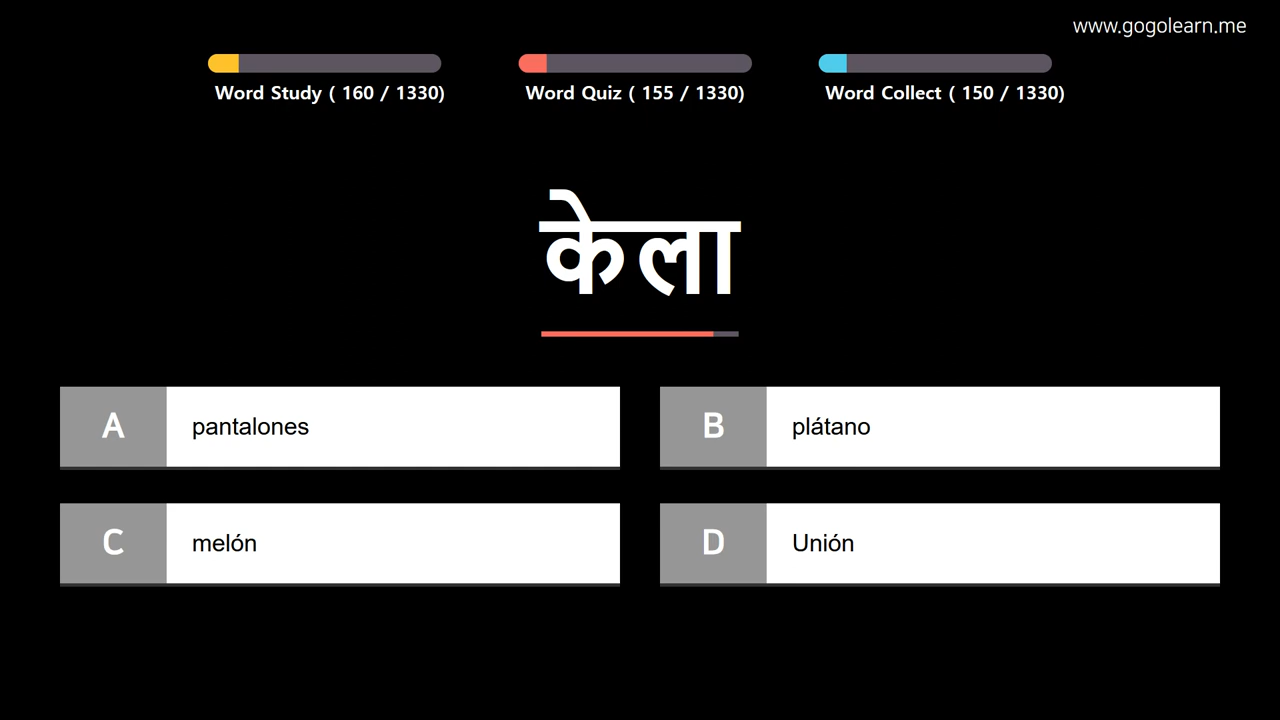 www.gogolearn.me
Word Study ( 160 / 1330)
Word Quiz ( 155 / 1330)
Word Collect ( 150 / 1330)
केला
A
pantalones
B
plátano
C
melón
D
Unión